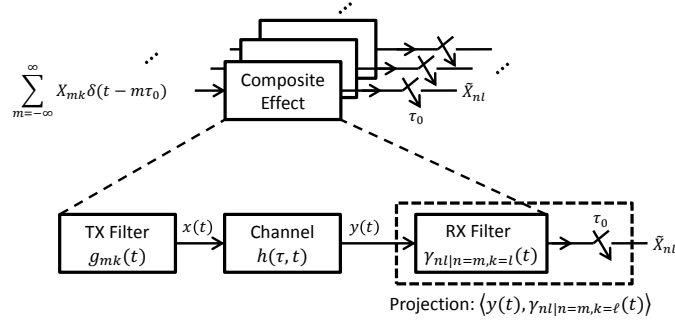 ∑_{m=-∞}^{∞} X_{mk}δ(t − mτ_0)
Composite
Effect
τ_0
X̃_{nl}
TX Filter
g_{mk}(t)
x(t)
Channel
h(τ, t)
y(t)
RX Filter
γ_{nl|n=m,k=l}(t)
τ_0
X̃_{nl}
Projection: ⟨y(t), γ_{nl|n=m,k=ℓ}(t)⟩